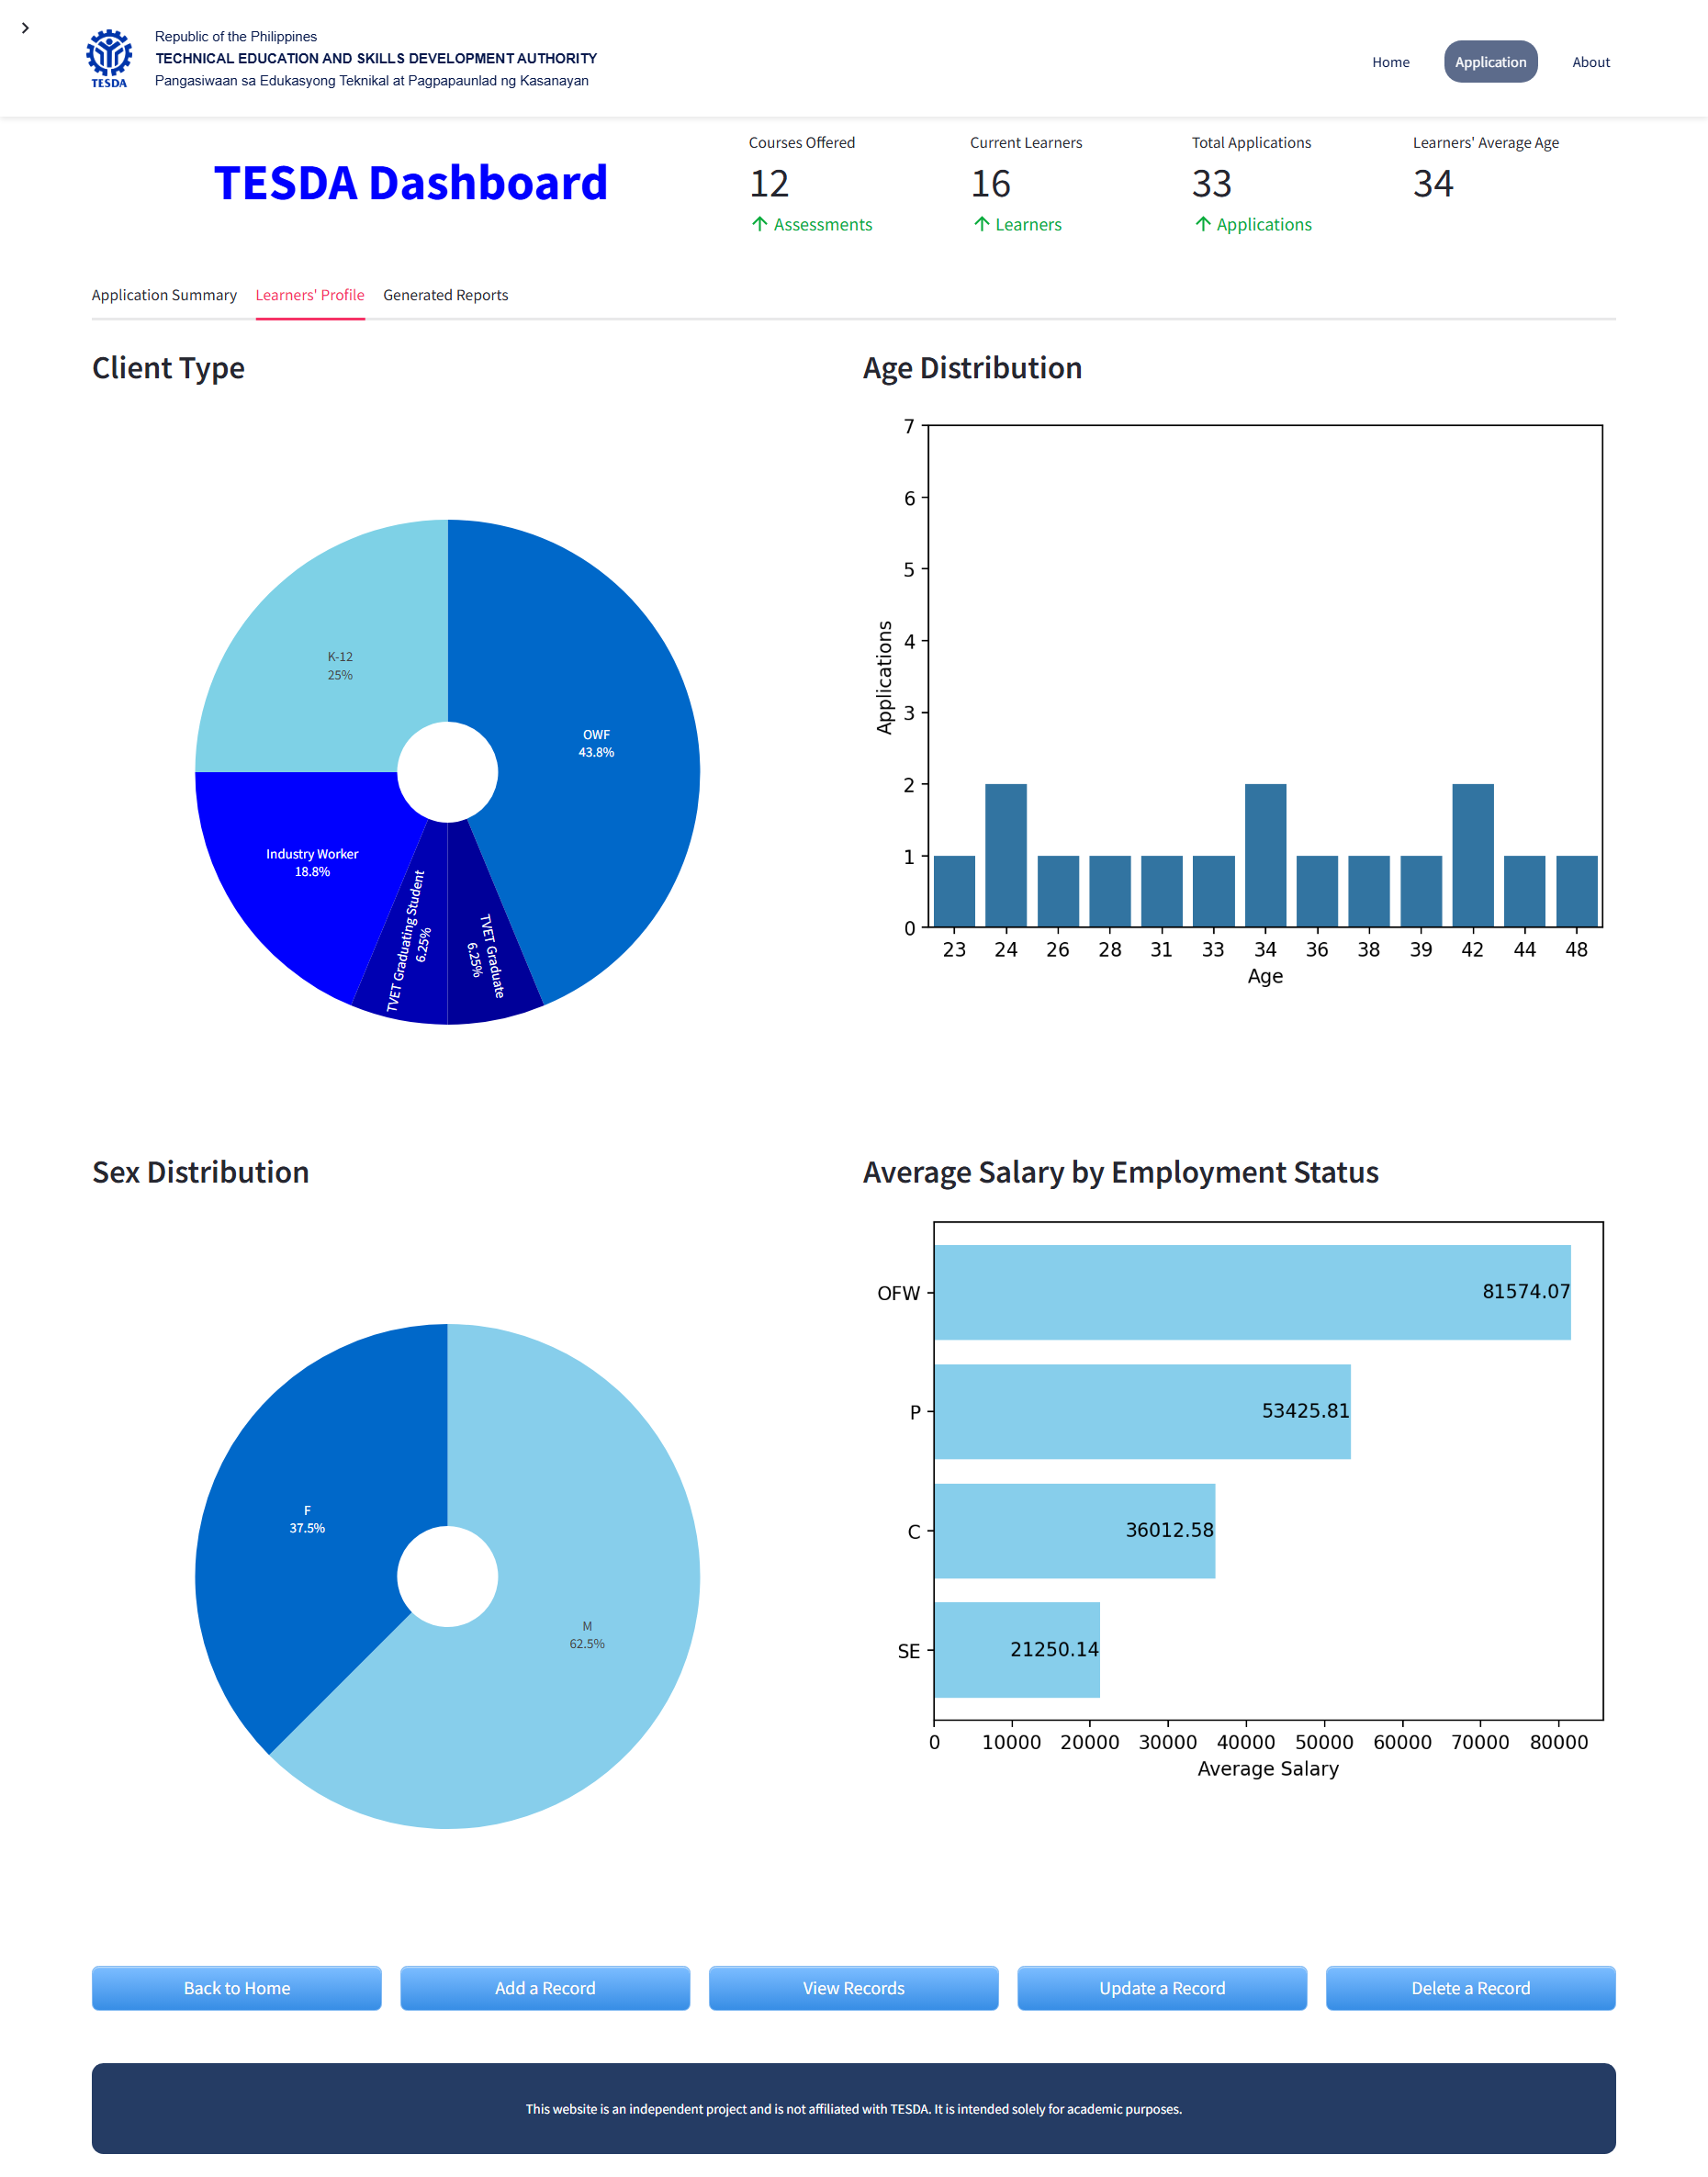 Republic of the Philippines
TECHNICAL EDUCATION AND SKILLS DEVELOPMENT AUTHORITY
Pangasiwaan sa Edukasyong Teknikal at Pagpapaunlad ng Kasanayan
TESDA
Home
Application
About
TESDA Dashboard
Courses Offered
12
Assessments
Current Learners
16
Learners
Total Applications
33
Applications
Learners' Average Age
34
Application Summary
Learners' Profile
Generated Reports
Client Type
K-12
25%
OWF
43.8%
Industry Worker
18.8%
TVET Graduating Student
6.25%
TVET Graduate
6.25%
Age Distribution
7
6
5
4
3
2
1
0
Applications
23 24 26 28 31 33 34 36 38 39 42 44 48
Age
Sex Distribution
F
37.5%
M
62.5%
Average Salary by Employment Status
OFW 81574.07
P 53425.81
C 36012.58
SE 21250.14
0 10000 20000 30000 40000 50000 60000 70000 80000
Average Salary
Back to Home
Add a Record
View Records
Update a Record
Delete a Record
This website is an independent project and is not affiliated with TESDA. It is intended solely for academic purposes.